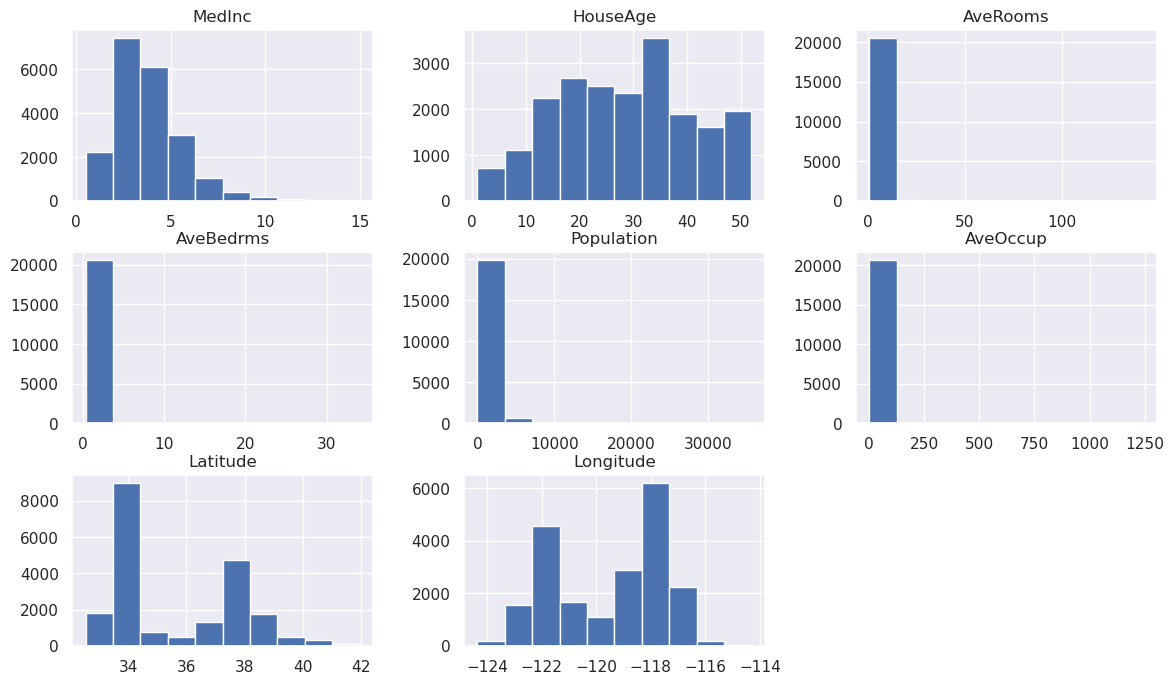 MedInc
6000
4000
2000
0
0 5 10 15
HouseAge
3000
2000
1000
0
0 10 20 30 40 50
AveRooms
20000
15000
10000
5000
0
0 50 100
AveBedrms
20000
15000
10000
5000
0
0 10 20 30
Population
20000
15000
10000
5000
0
0 10000 20000 30000
AveOccup
20000
15000
10000
5000
0
0 250 500 750 1000 1250
Latitude
8000
6000
4000
2000
0
34 36 38 40 42
Longitude
6000
4000
2000
0
−124 −122 −120 −118 −116 −114